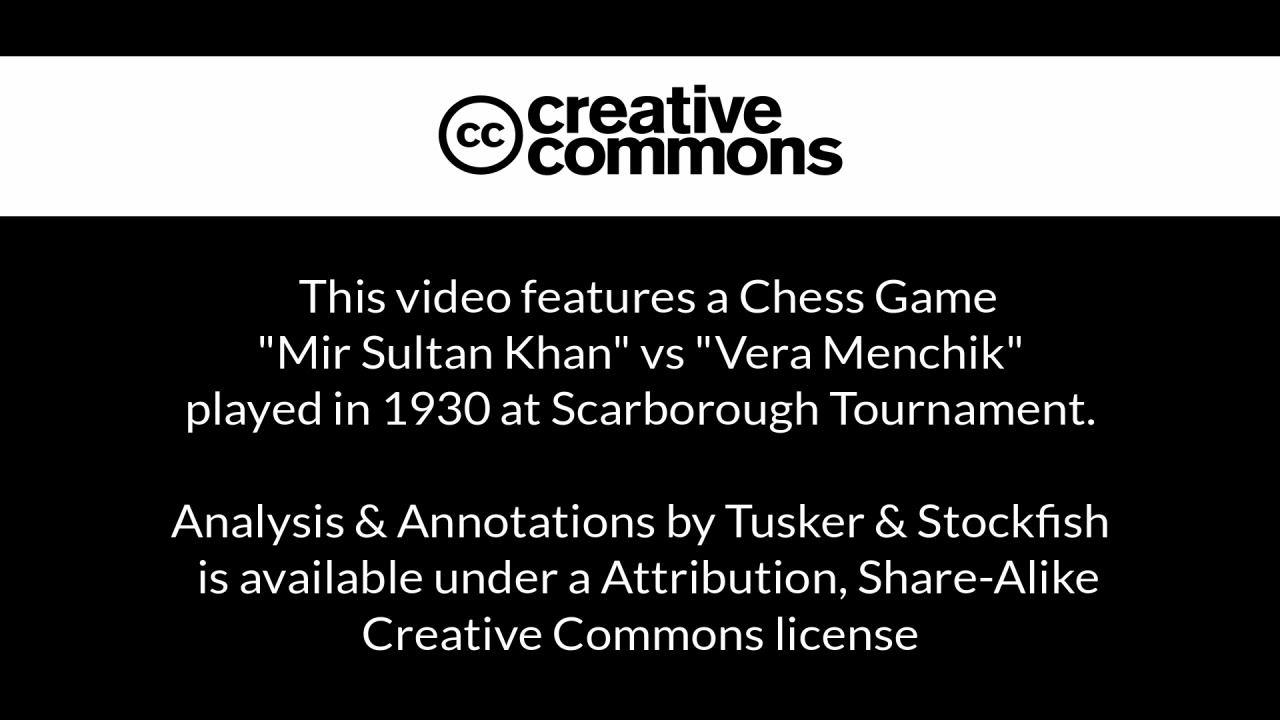 cc creative
commons
This video features a Chess Game
"Mir Sultan Khan" vs "Vera Menchik"
played in 1930 at Scarborough Tournament.
Analysis & Annotations by Tusker & Stockfish
is available under a Attribution, Share-Alike
Creative Commons license